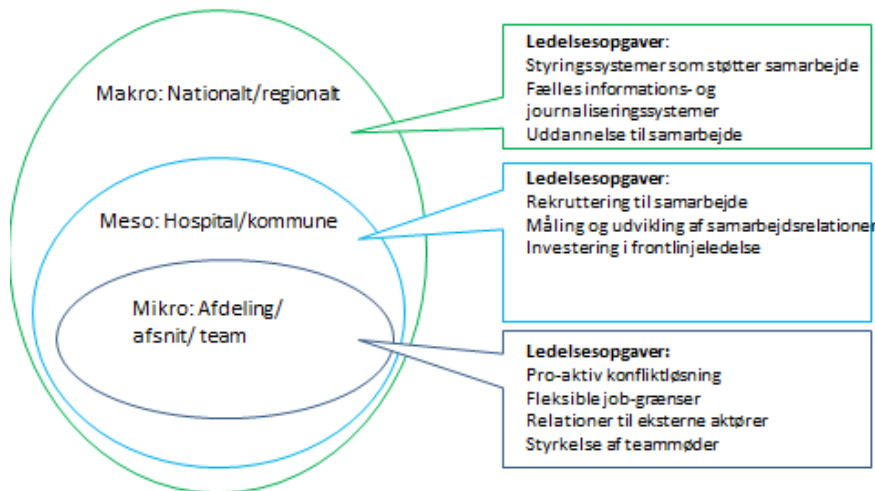 Makro: Nationalt/regionalt
Ledelsesopgaver:
Styringssystemer som støtter samarbejde
Fælles informations- og
journaliseringssystemer
Uddannelse til samarbejde
Meso: Hospital/kommune
Ledelsesopgaver:
Rekruttering til samarbejde
Måling og udvikling af samarbejdsrelationer
Investering i frontlinjeledelse
Mikro: Afdeling/
afsnit/ team
Ledelsesopgaver:
Pro-aktiv konfliktløsning
Fleksible job-grænser
Relationer til eksterne aktører
Styrkelse af teammøder